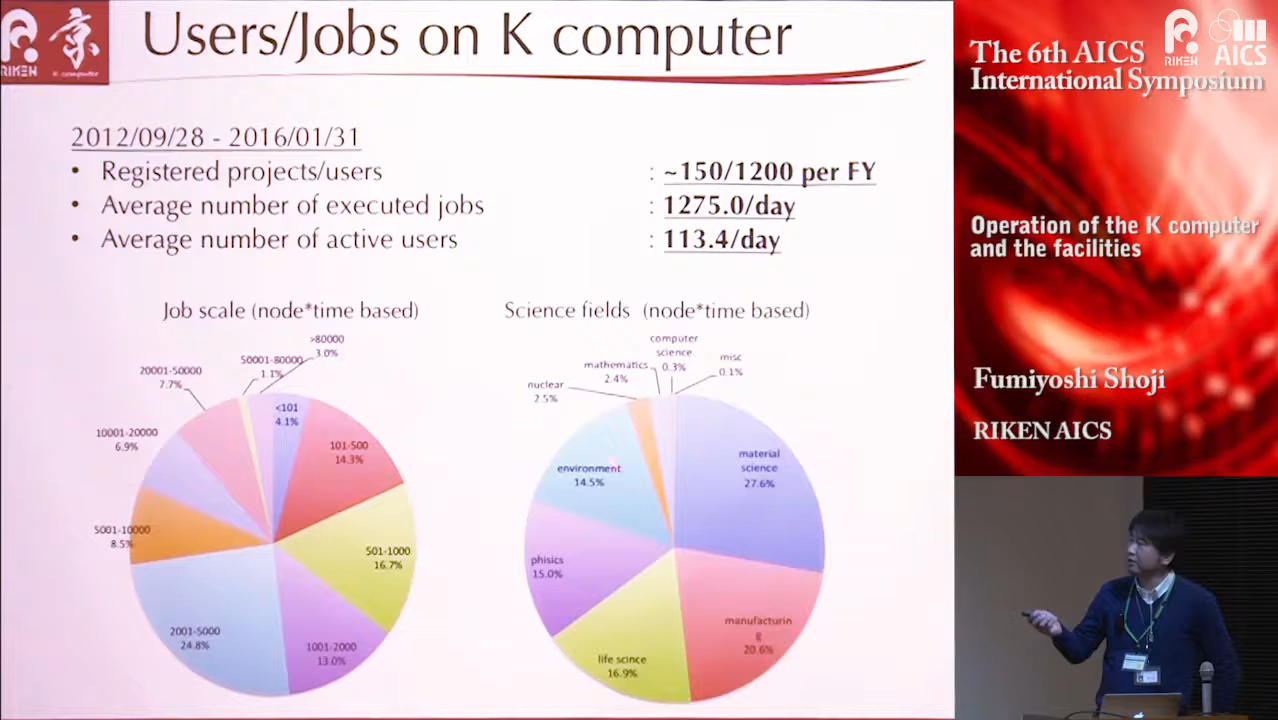 RIKEN
京
K computer
Users/Jobs on K computer
2012/09/28 - 2016/01/31
• Registered projects/users : ~150/1200 per FY
• Average number of executed jobs : 1275.0/day
• Average number of active users : 113.4/day
Job scale (node*time based)
>80000
3.0%
50001-80000
1.1%
20001-50000
7.7%
10001-20000
6.9%
5001-10000
8.5%
2001-5000
24.8%
1001-2000
13.0%
501-1000
16.7%
101-500
14.3%
<101
4.1%
Science fields (node*time based)
computer
science
0.3%
misc
0.1%
mathematics
2.4%
nuclear
2.5%
environment
14.5%
phisics
15.0%
life scince
16.9%
manufacturin
g
20.6%
material
science
27.6%
The 6th AICS
International Symposium
RIKEN
AICS
Operation of the K computer
and the facilities
Fumiyoshi Shoji
RIKEN AICS